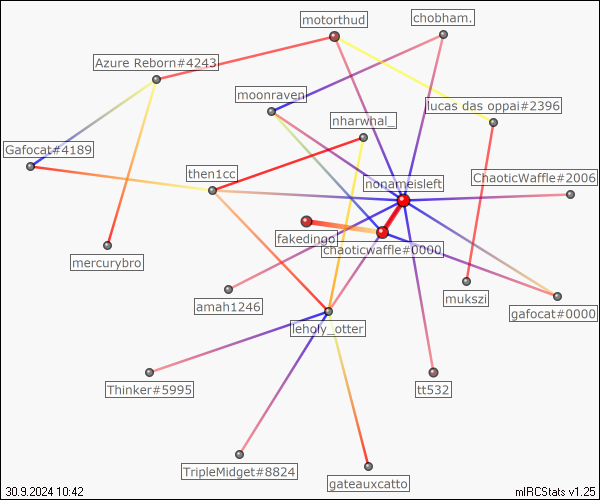 motorthud
chobham.
Azure Reborn#4243
moonraven
lucas das oppai#2396
nharwhal_
Gafocat#4189
then1cc
nonameisleft
ChaoticWaffle#2006
fakedingo
chaoticwaffle#0000
mercurybro
amah1246
mukszi
gafocat#0000
leholy_otter
Thinker#5995
tt532
TripleMidget#8824
gateauxcatto
30.9.2024 10:42
mIRCStats v1.25